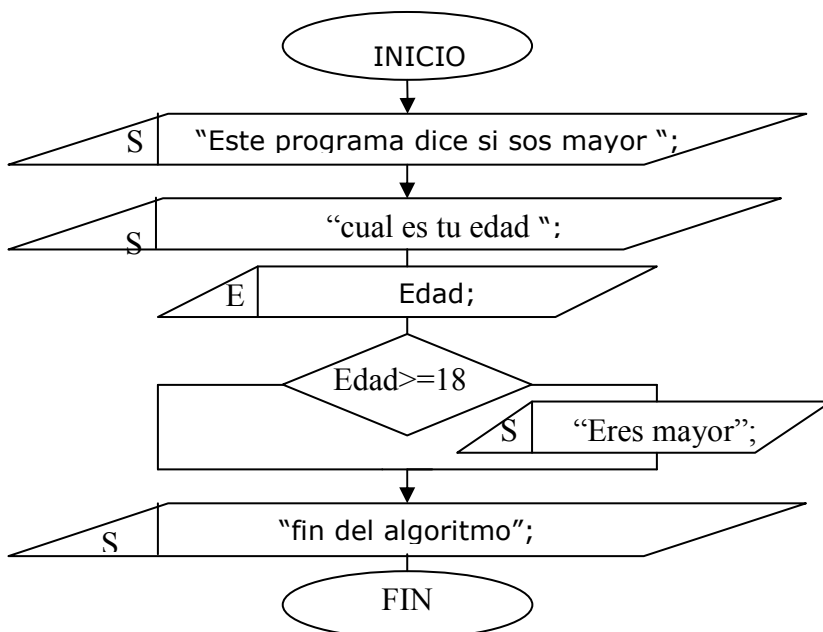 INICIO
S “Este programa dice si sos mayor “;
S “cual es tu edad “;
E Edad;
Edad>=18
S “Eres mayor”;
S “fin del algoritmo”;
FIN